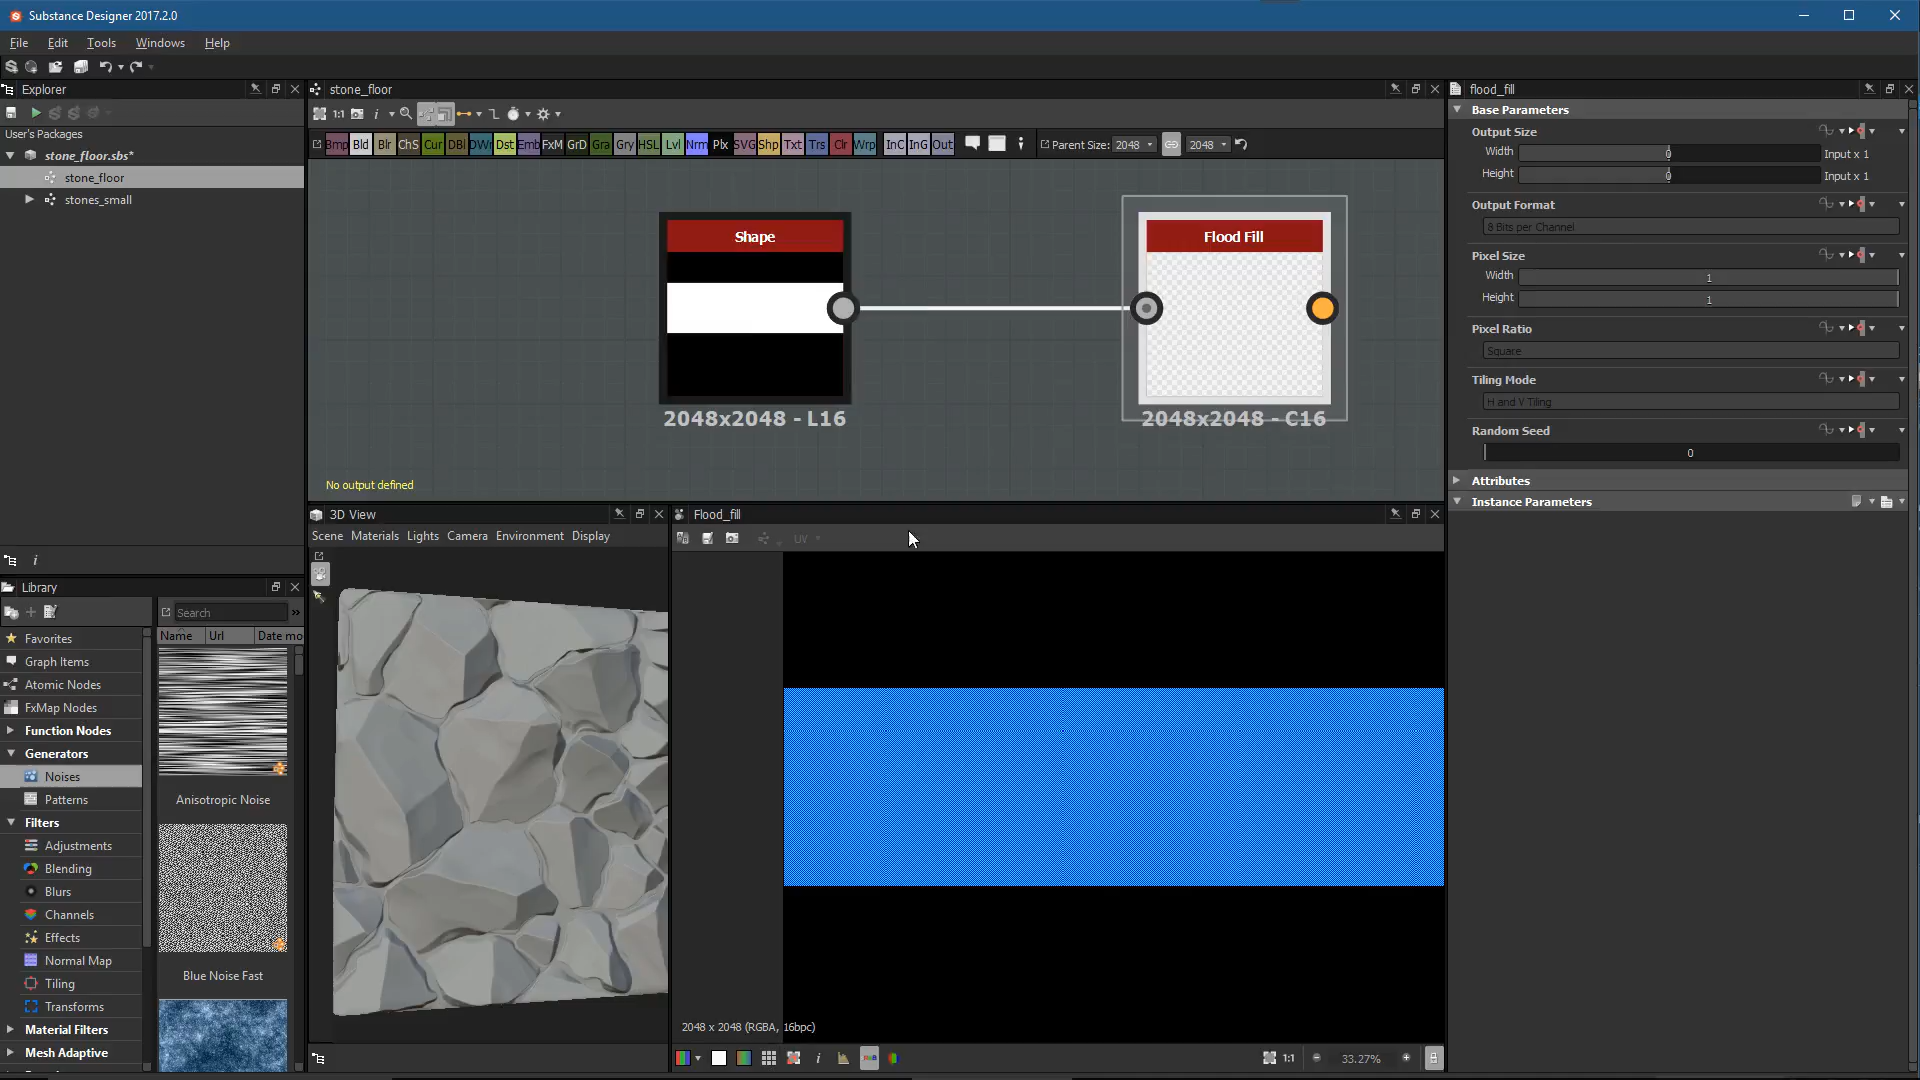 Substance Designer 2017.2.0
File Edit Tools Windows Help
Explorer
User's Packages
stone_floor.sbs*
stone_floor
stones_small
Library
Search
Name Url Date mo
Favorites
Graph Items
Atomic Nodes
FxMap Nodes
Function Nodes
Generators
Noises
Patterns
Filters
Adjustments
Blending
Blurs
Channels
Effects
Normal Map
Tiling
Transforms
Material Filters
Mesh Adaptive
Anisotropic Noise
Blue Noise Fast
stone_floor
1:1
Bmp Bld Blr ChS Cur DBl DWr Dst Emb FxM GrD Gra Gry HSL Lvl Nrm Plx SVG Shp Txt Trs Clr Wrp InC InG Out
Parent Size: 2048 2048
Shape
2048x2048 - L16
Flood Fill
2048x2048 - C16
No output defined
3D View
Scene Materials Lights Camera Environment Display
Flood_fill
UV
2048 x 2048 (RGBA, 16bpc)
1:1
33.27%
flood_fill
Base Parameters
Output Size
Width 0 Input x 1
Height 0 Input x 1
Output Format
8 Bits per Channel
Pixel Size
Width 1
Height 1
Pixel Ratio
Square
Tiling Mode
H and V Tiling
Random Seed
0
Attributes
Instance Parameters